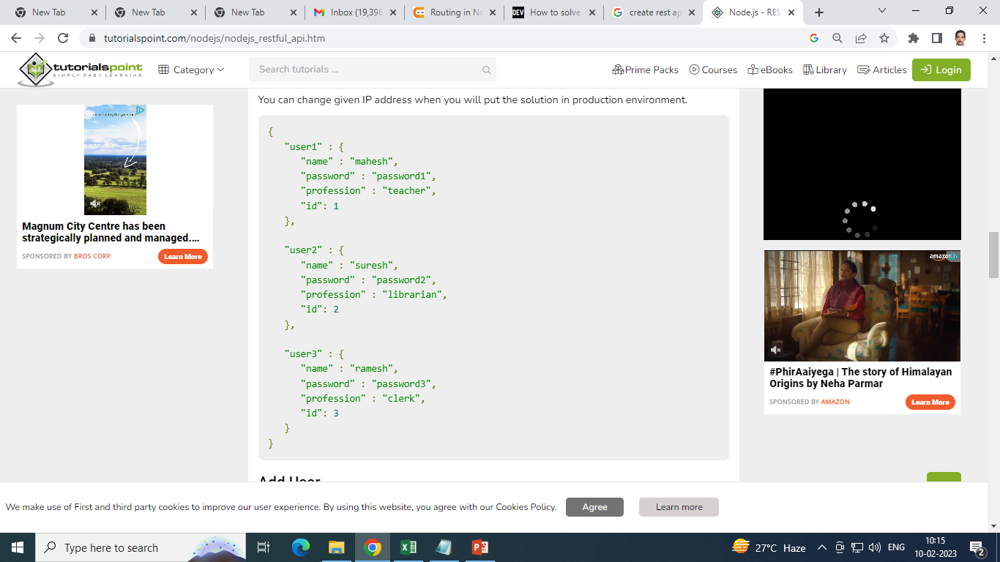 New Tab
New Tab
New Tab
Inbox (19,396
Routing in No
DEV How to solve
create rest ap
Node.js - RES
tutorialspoint.com/nodejs/nodejs_restful_api.htm
tutorialspoint
SIMPLY EASY LEARNING
Category
Search tutorials ...
Prime Packs
Courses
eBooks
Library
Articles
Login
You can change given IP address when you will put the solution in production environment.
{
"user1" : {
"name" : "mahesh",
"password" : "password1",
"profession" : "teacher",
"id": 1
},
"user2" : {
"name" : "suresh",
"password" : "password2",
"profession" : "librarian",
"id": 2
},
"user3" : {
"name" : "ramesh",
"password" : "password3",
"profession" : "clerk",
"id": 3
}
}
Add User
Magnum City Centre has been
strategically planned and managed....
SPONSORED BY BROS CORP
Learn More
#PhirAaiyega | The story of Himalayan
Origins by Neha Parmar
SPONSORED BY AMAZON
Learn More
We make use of First and third party cookies to improve our user experience. By using this website, you agree with our Cookies Policy.
Agree
Learn more
Type here to search
27°C Haze
ENG
10:15
10-02-2023
2